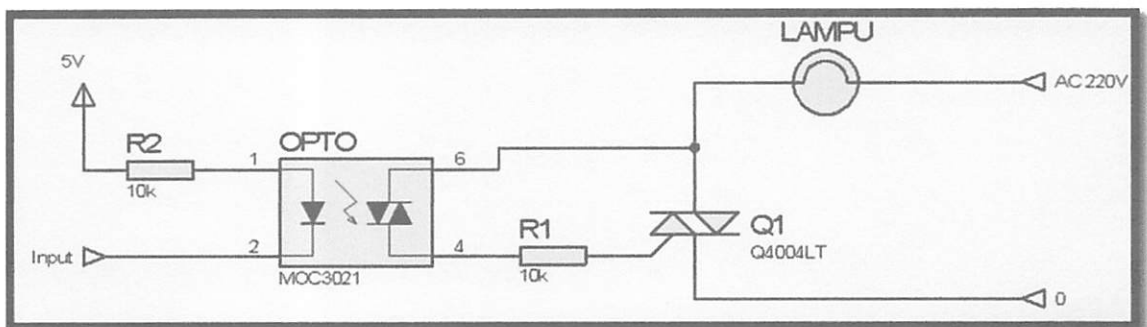 LAMPU
5V
AC 220V
R2
OPTO
1
6
10k
R1
Q1
Q4004LT
Input
2
4
MOC3021
10k
0